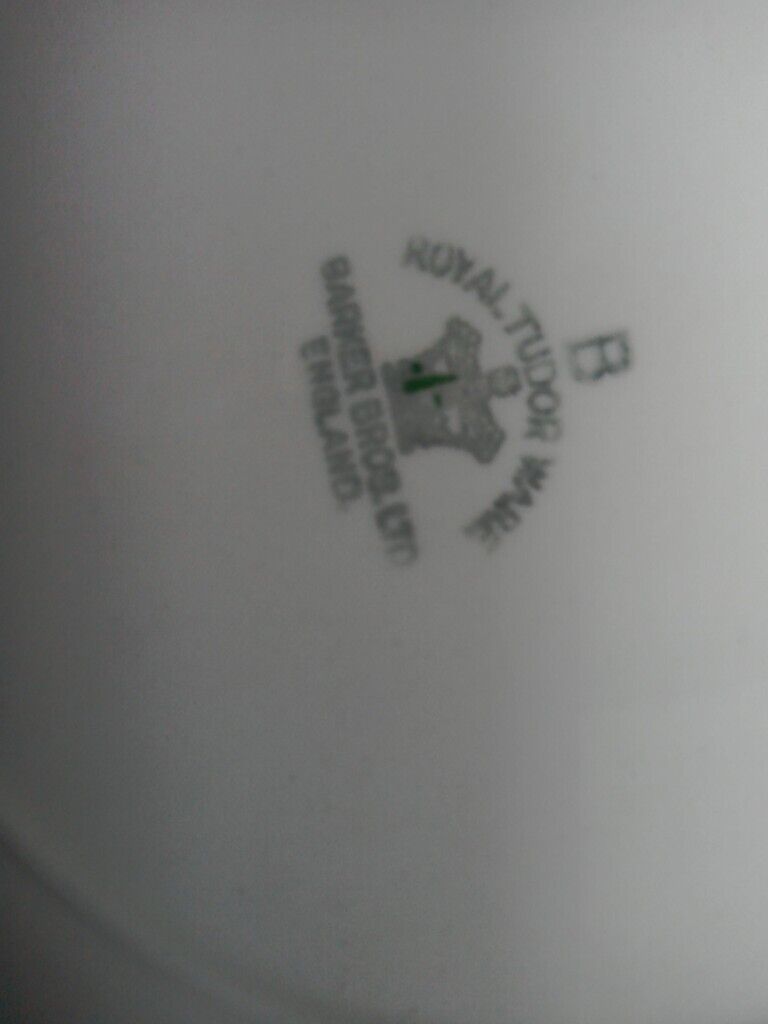 B
ROYAL TUDOR WARE
BARKER BROS. LTD
ENGLAND.